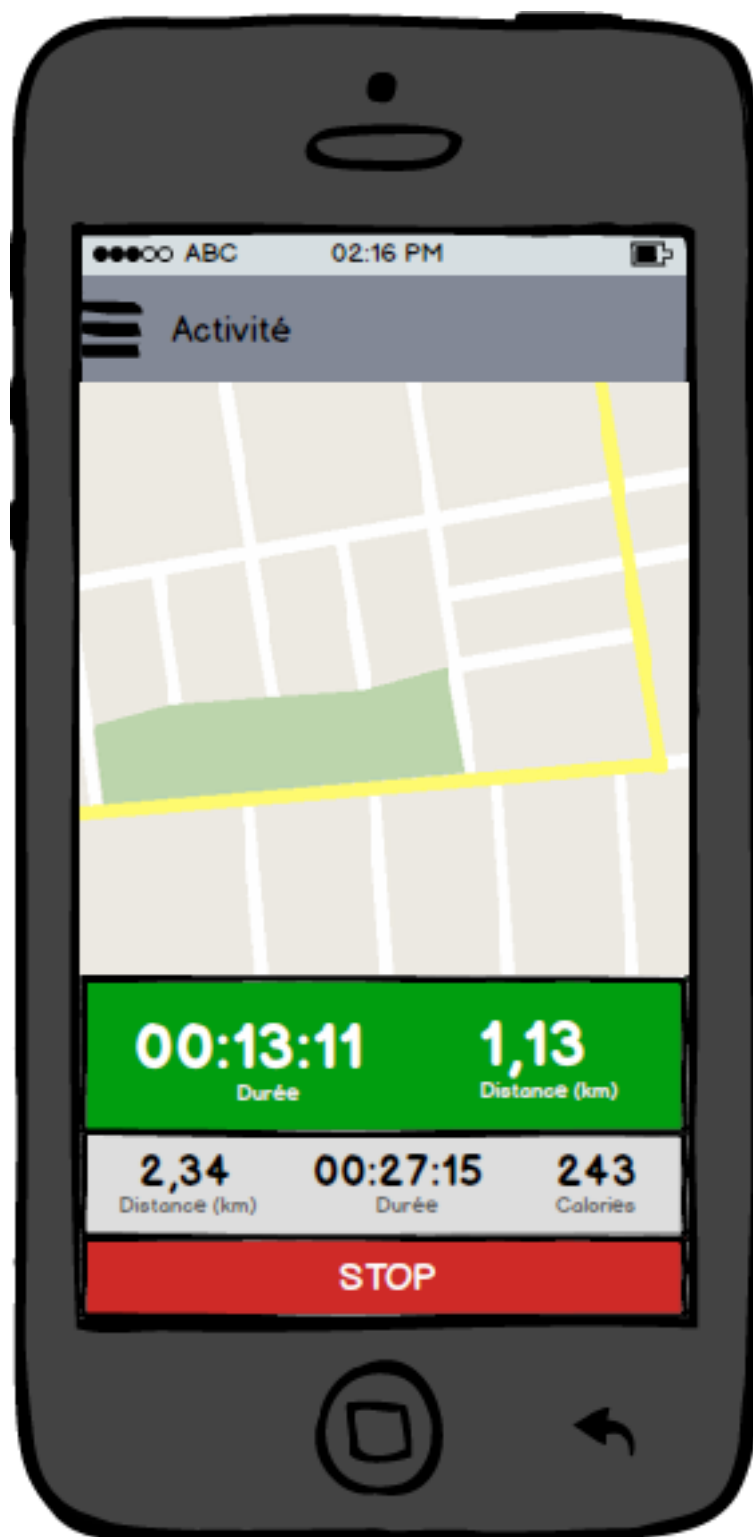 ABC 02:16 PM
Activité
00:13:11 1,13
Durée Distance (km)
2,34 00:27:15 243
Distance (km) Durée Calories
STOP